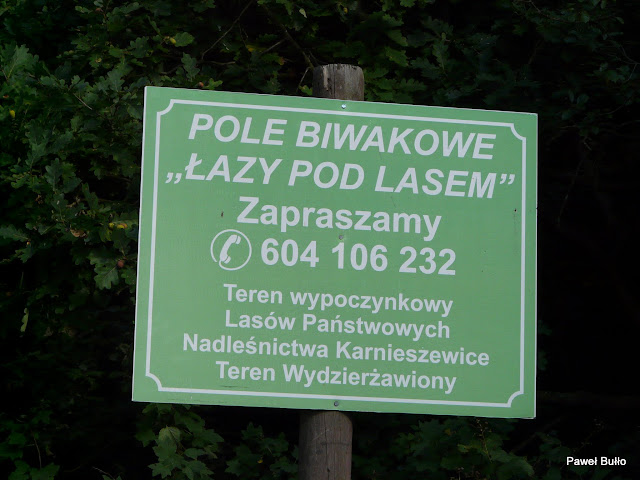 POLE BIWAKOWE
„ŁAZY POD LASEM”
Zapraszamy
604 106 232
Teren wypoczynkowy
Lasów Państwowych
Nadleśnictwa Karnieszewice
Teren Wydzierżawiony
Paweł Bułło